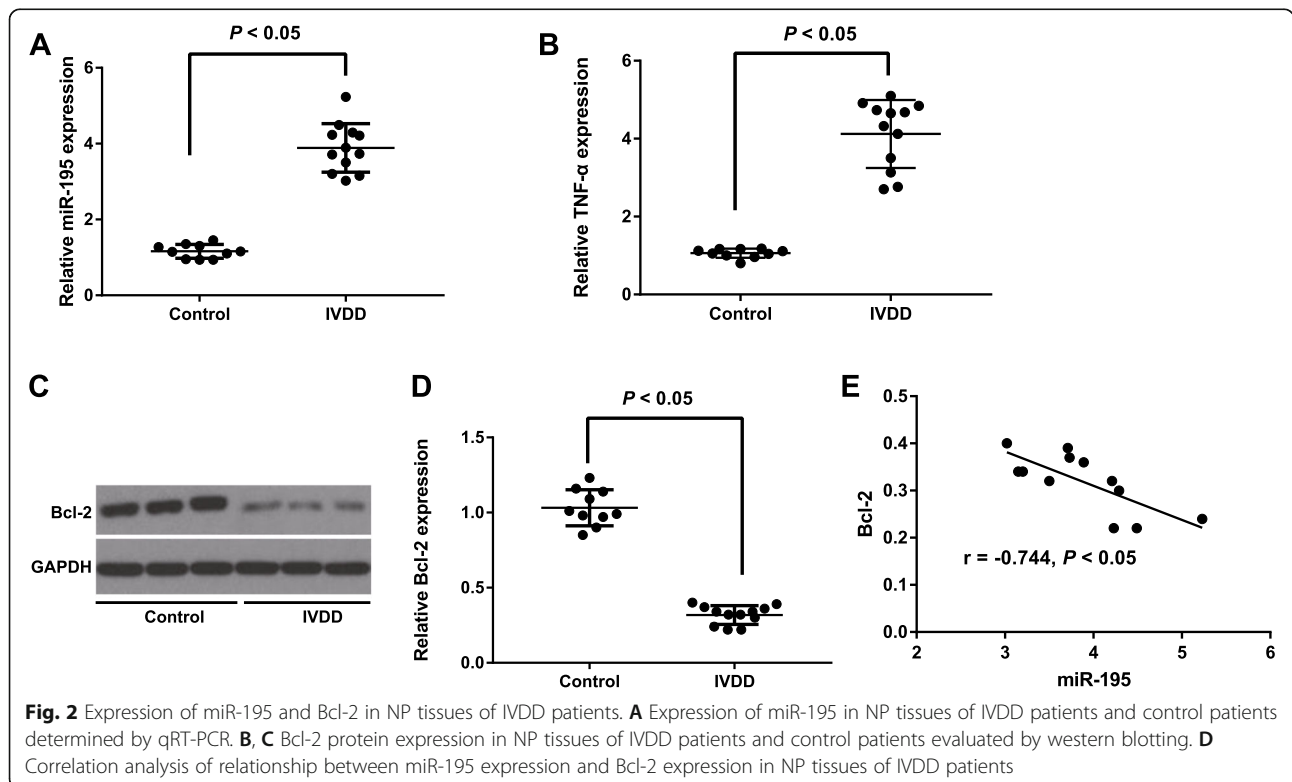 A
P < 0.05
Relative miR-195 expression
6
4
2
0
Control
IVDD
B
P < 0.05
Relative TNF-α expression
6
4
2
0
Control
IVDD
C
Bcl-2
GAPDH
Control
IVDD
D
P < 0.05
Relative Bcl-2 expression
1.5
1.0
0.5
0.0
Control
IVDD
E
Bcl-2
0.5
0.4
0.3
0.2
0.1
0.0
r = -0.744, P < 0.05
2
3
4
5
6
miR-195
Fig. 2 Expression of miR-195 and Bcl-2 in NP tissues of IVDD patients. A Expression of miR-195 in NP tissues of IVDD patients and control patients
determined by qRT-PCR. B, C Bcl-2 protein expression in NP tissues of IVDD patients and control patients evaluated by western blotting. D
Correlation analysis of relationship between miR-195 expression and Bcl-2 expression in NP tissues of IVDD patients